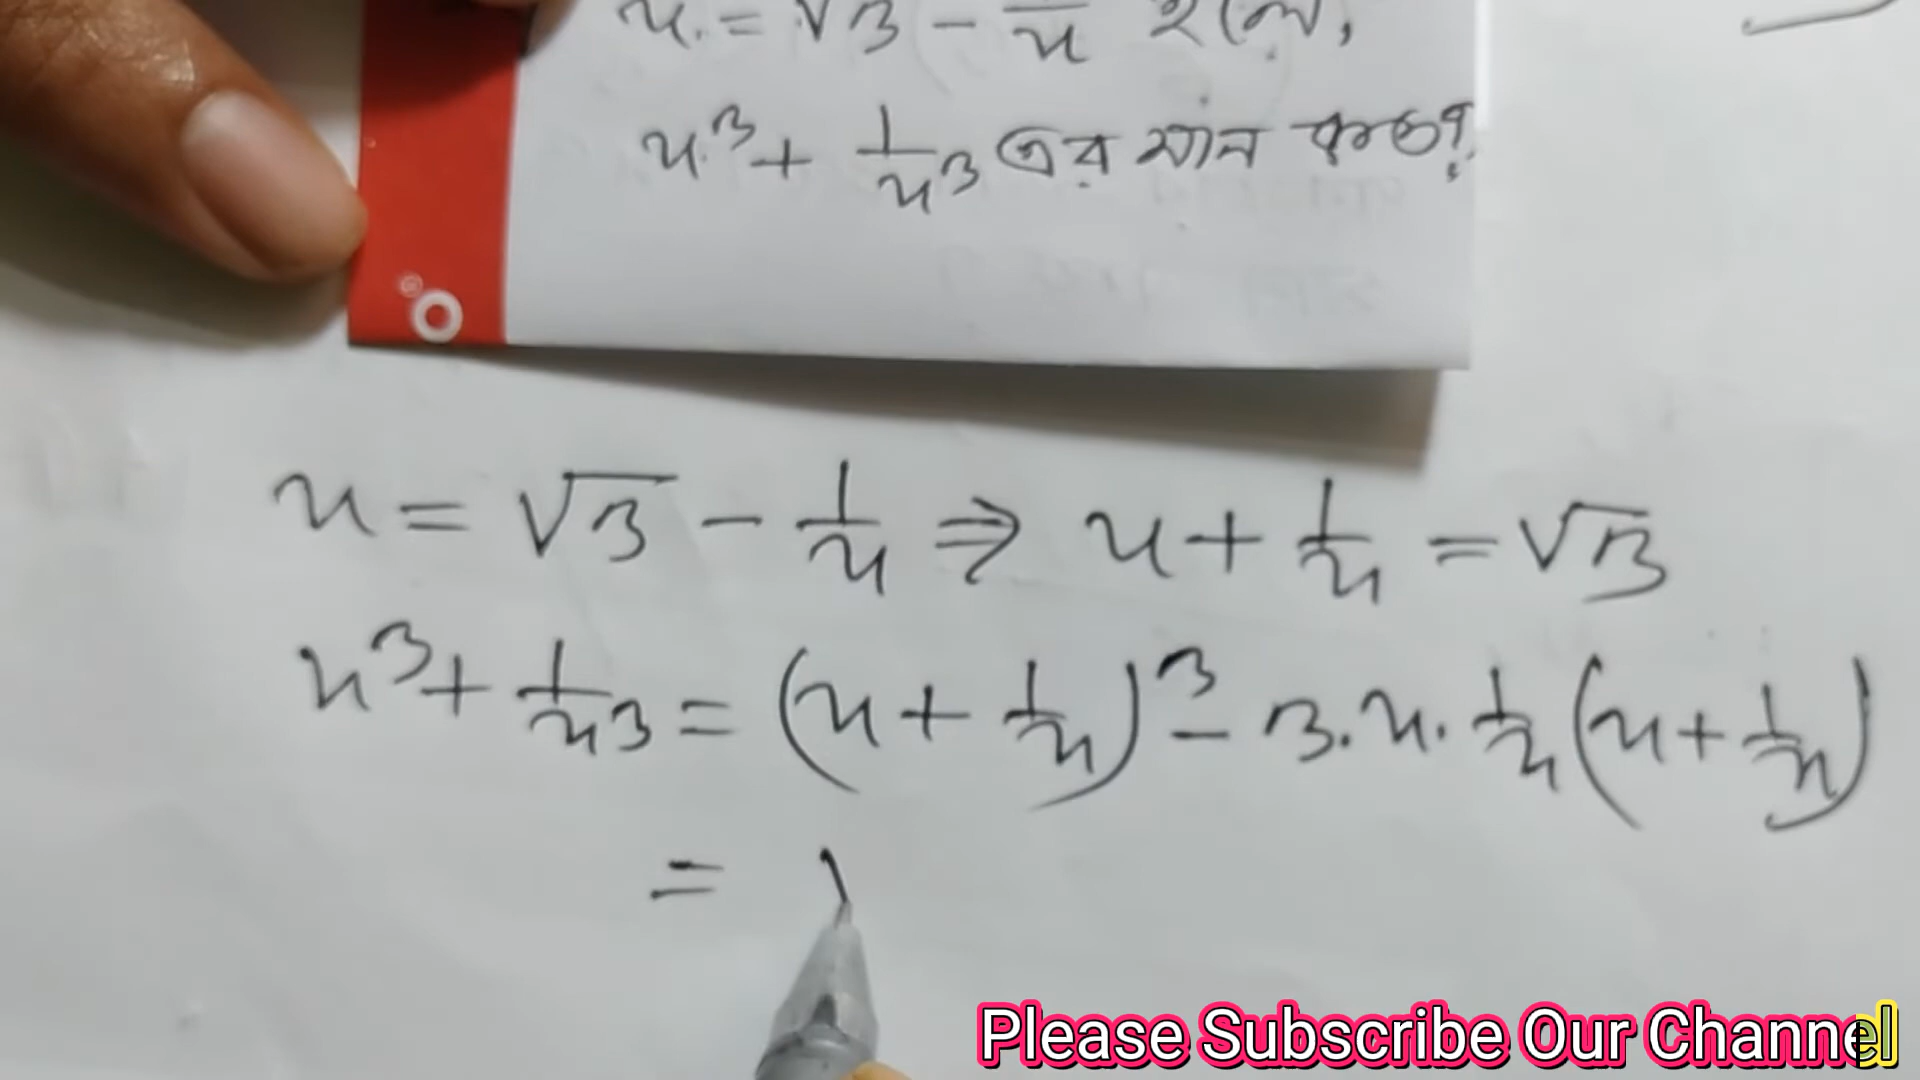 x = √3 - 1/x হলে,
x³ + 1/x³ এর মান কত?
x = √3 - 1/x ⇒ x + 1/x = √3
x³ + 1/x³ = (x + 1/x)³ - 3.x.1/x (x + 1/x)
=
Please Subscribe Our Channel